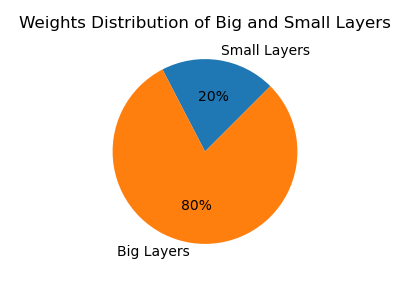 Weights Distribution of Big and Small Layers
Small Layers
20%
80%
Big Layers